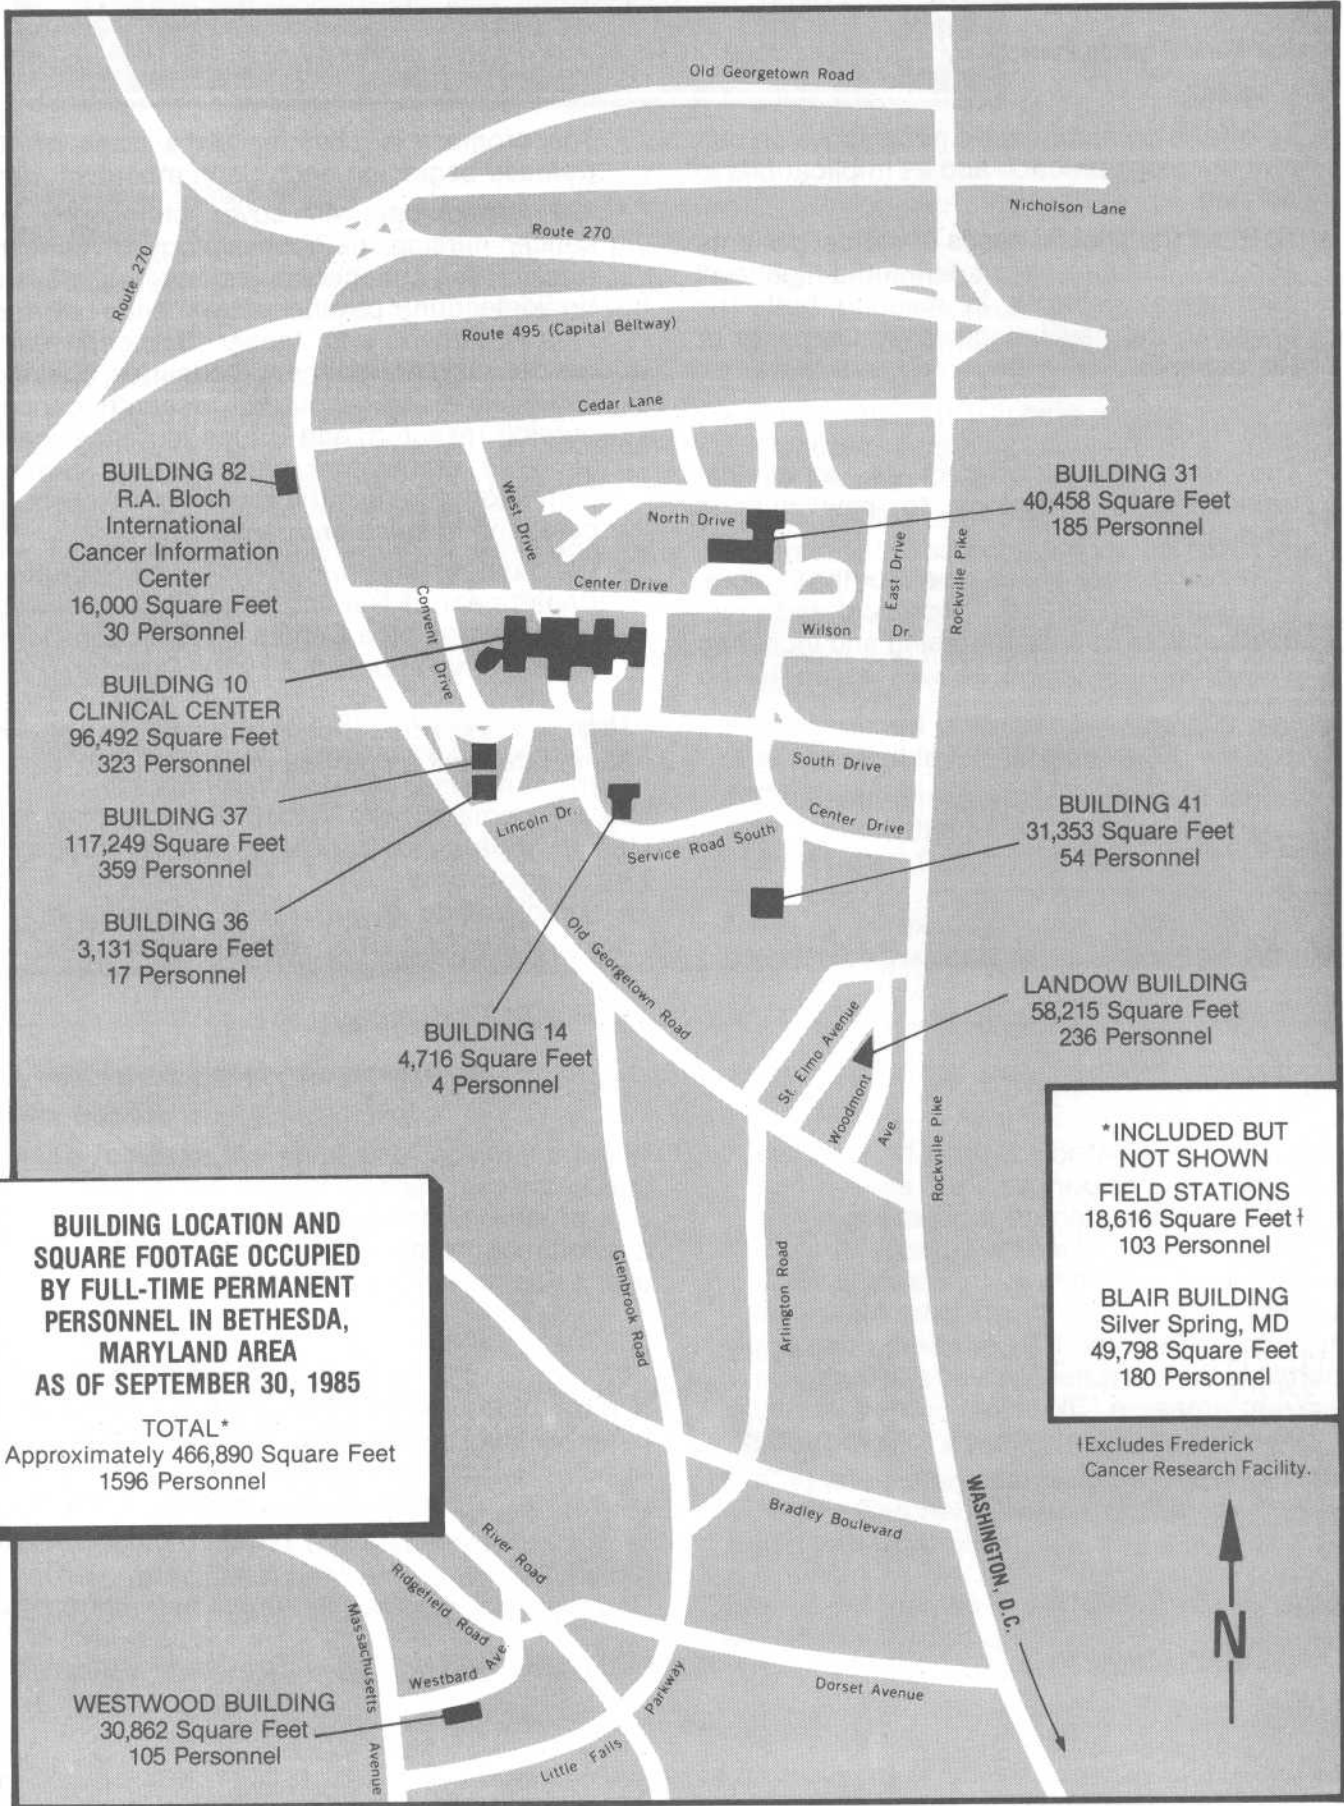 Old Georgetown Road
Nicholson Lane
Route 270
Route 270
Route 495 (Capital Beltway)
Cedar Lane
BUILDING 82
R.A. Bloch
International
Cancer Information
Center
16,000 Square Feet
30 Personnel
West Drive
North Drive
BUILDING 31
40,458 Square Feet
185 Personnel
East Drive
Rockville Pike
Center Drive
Convent Drive
Wilson Dr.
BUILDING 10
CLINICAL CENTER
96,492 Square Feet
323 Personnel
South Drive
BUILDING 37
117,249 Square Feet
359 Personnel
Lincoln Dr.
Service Road South
Center Drive
BUILDING 41
31,353 Square Feet
54 Personnel
BUILDING 36
3,131 Square Feet
17 Personnel
Old Georgetown Road
BUILDING 14
4,716 Square Feet
4 Personnel
LANDOW BUILDING
58,215 Square Feet
236 Personnel
St. Elmo Avenue
Woodmont Ave
Rockville Pike
*INCLUDED BUT
NOT SHOWN
FIELD STATIONS
18,616 Square Feet‡
103 Personnel
BLAIR BUILDING
Silver Spring, MD
49,798 Square Feet
180 Personnel
‡Excludes Frederick
Cancer Research Facility.
BUILDING LOCATION AND
SQUARE FOOTAGE OCCUPIED
BY FULL-TIME PERMANENT
PERSONNEL IN BETHESDA,
MARYLAND AREA
AS OF SEPTEMBER 30, 1985
TOTAL*
Approximately 466,890 Square Feet
1596 Personnel
Glenbrook Road
Arlington Road
Bradley Boulevard
WASHINGTON, D.C.
N
River Road
Ridgefield Road
Massachusetts Avenue
Westbard Ave.
WESTWOOD BUILDING
30,862 Square Feet
105 Personnel
Little Falls Parkway
Dorset Avenue